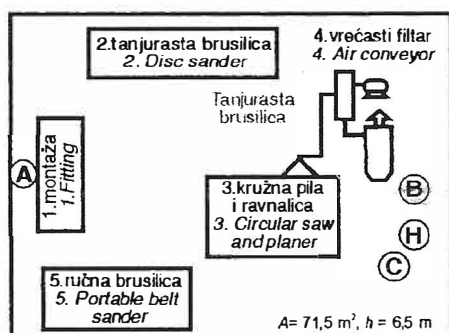 2.tanjurasta brusilica
2. Disc sander
4.vrećasti filtar
4. Air conveyor
Tanjurasta
brusilica
A
1.montaža
1.Fitting
3.kružna pila
i ravnalica
3. Circular saw
and planer
B
H
C
5.ručna brusilica
5. Portable belt
sander
A= 71,5 m², h = 6,5 m